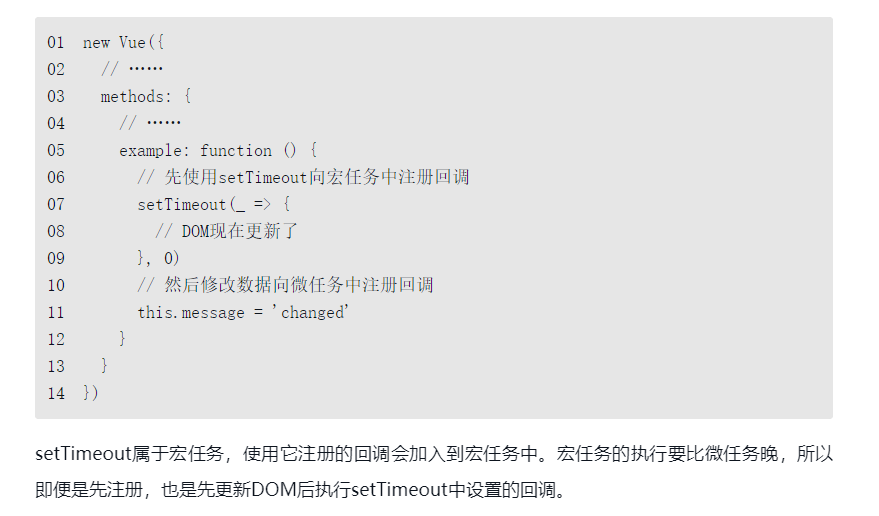 01 new Vue({
02   // ……
03   methods: {
04     // ……
05     example: function () {
06       // 先使用setTimeout向宏任务中注册回调
07       setTimeout(_ => {
08         // DOM现在更新了
09       }, 0)
10       // 然后修改数据向微任务中注册回调
11       this.message = 'changed'
12     }
13   }
14 })
setTimeout属于宏任务，使用它注册的回调会加入到宏任务中。宏任务的执行要比微任务晚，所以
即便是先注册，也是先更新DOM后执行setTimeout中设置的回调。